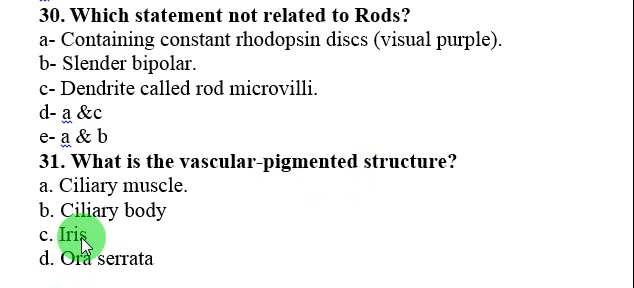 30. Which statement not related to Rods?
a- Containing constant rhodopsin discs (visual purple).
b- Slender bipolar.
c- Dendrite called rod microvilli.
d- a &c
e- a & b
31. What is the vascular-pigmented structure?
a. Ciliary muscle.
b. Ciliary body
c. Iris
d. Ora serrata